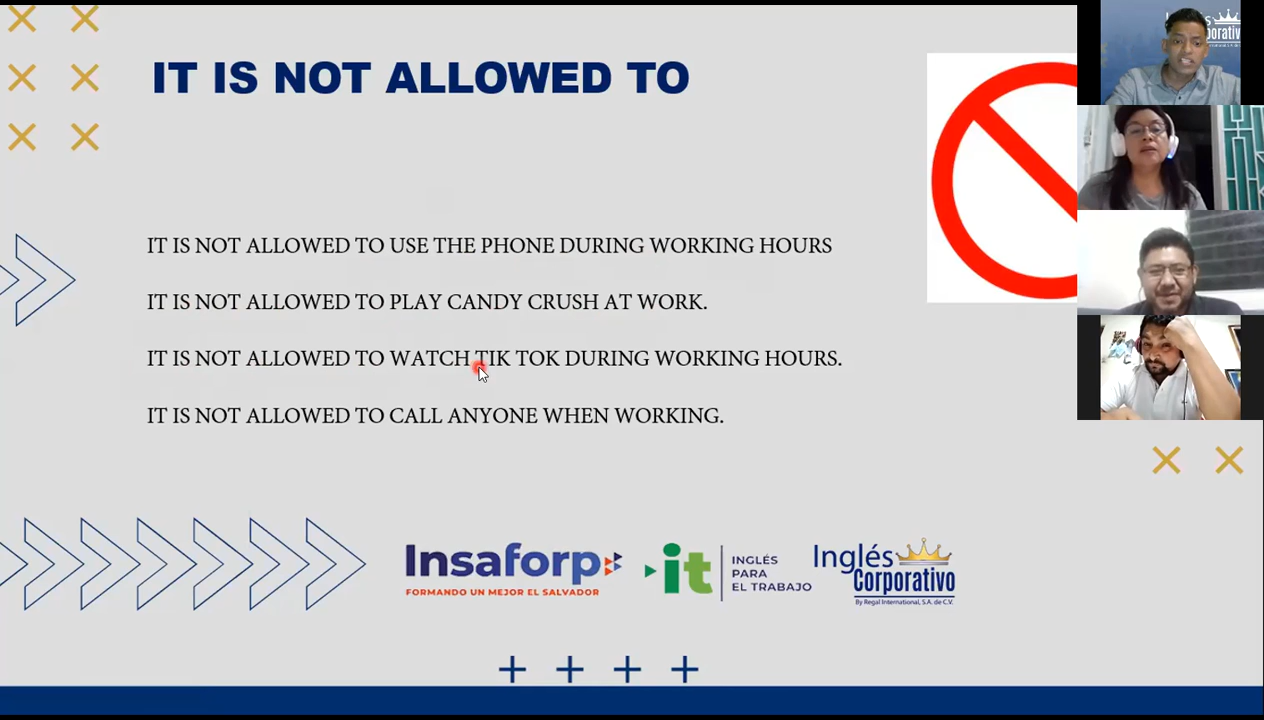 IT IS NOT ALLOWED TO
IT IS NOT ALLOWED TO USE THE PHONE DURING WORKING HOURS
IT IS NOT ALLOWED TO PLAY CANDY CRUSH AT WORK.
IT IS NOT ALLOWED TO WATCH TIK TOK DURING WORKING HOURS.
IT IS NOT ALLOWED TO CALL ANYONE WHEN WORKING.
Insaforp
FORMANDO UN MEJOR EL SALVADOR
it
INGLÉS
PARA
EL TRABAJO
Inglés
Corporativo
By Regal International, S.A. de C.V.